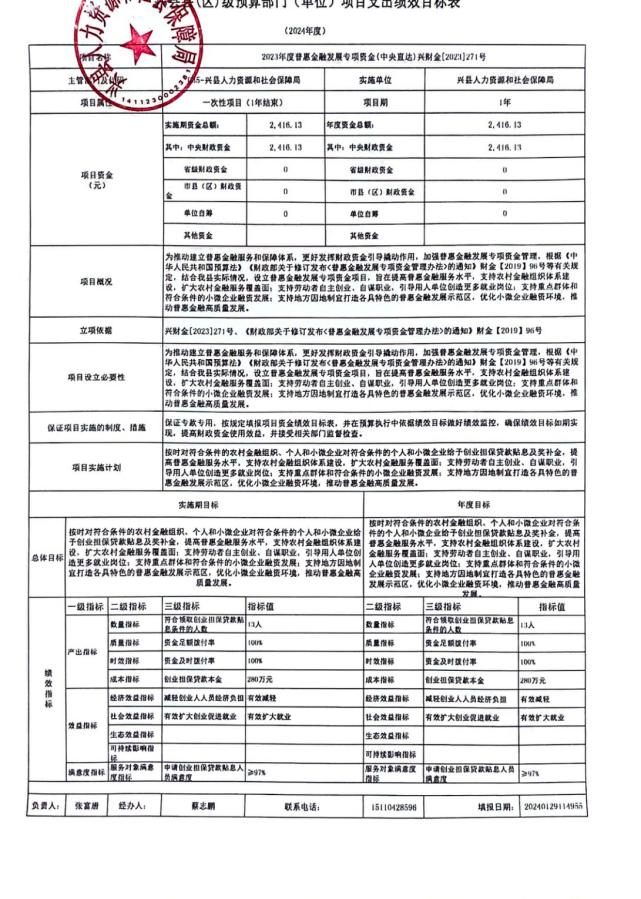 县(区)级预算部门(单位)项目支出绩效目标表
(2024年度)
项目名称 2023年度普惠金融发展专项资金(中央直达)兴财金[2023]271号
主管部门及代码 05-兴县人力资源和社会保障局 实施单位 兴县人力资源和社会保障局
项目属性 一次性项目(1年结束) 项目期 1年
项目资金
(元)
实施期资金总额: 2,416.13 年度资金总额: 2,416.13
其中:中央财政资金 2,416.13 其中:中央财政资金 2,416.13
省级财政资金 0 省级财政资金 0
市县(区)财政资金 0 市县(区)财政资金 0
单位自筹 0 单位自筹 0
其他资金 其他资金
项目概况
为推动建立普惠金融服务和保障体系,更好发挥财政资金引导撬动作用,加强普惠金融发展专项资金管理,根据《中
华人民共和国预算法》《财政部关于修订发布<普惠金融发展专项资金管理办法>的通知》财金【2019】96号等有关规
定,结合我县实际情况,设立普惠金融发展专项资金项目,旨在提高普惠金融服务水平,支持农村金融组织体系建
设,扩大农村金融服务覆盖面;支持劳动者自主创业、自谋职业,引导用人单位创造更多就业岗位;支持重点群体和
符合条件的小微企业融资发展;支持地方因地制宜打造各具特色的普惠金融发展示范区,优化小微企业融资环境,推
动普惠金融高质量发展。
立项依据 兴财金[2023]271号、《财政部关于修订发布<普惠金融发展专项资金管理办法>的通知》财金【2019】96号
项目设立必要性
为推动建立普惠金融服务和保障体系,更好发挥财政资金引导撬动作用,加强普惠金融发展专项资金管理,根据《中
华人民共和国预算法》《财政部关于修订发布<普惠金融发展专项资金管理办法>的通知》财金【2019】96号等有关规
定,结合我县实际情况,设立普惠金融发展专项资金项目,旨在提高普惠金融服务水平,支持农村金融组织体系建
设,扩大农村金融服务覆盖面;支持劳动者自主创业、自谋职业,引导用人单位创造更多就业岗位;支持重点群体和
符合条件的小微企业融资发展;支持地方因地制宜打造各具特色的普惠金融发展示范区,优化小微企业融资环境,推
动普惠金融高质量发展。
保证项目实施的制度、措施
保证专款专用,按规定填报项目资金绩效目标表,并在预算执行中依据绩效目标做好绩效监控,确保绩效目标如期实
现,提高财政资金使用效益,并接受相关部门监督检查。
项目实施计划
按时对符合条件的农村金融组织、个人和小微企业对符合条件的个人和小微企业给于创业担保贷款贴息及奖补金,提
高普惠金融服务水平,支持农村金融组织体系建设,扩大农村金融服务覆盖面;支持劳动者自主创业、自谋职业,引
导用人单位创造更多就业岗位;支持重点群体和符合条件的小微企业融资发展;支持地方因地制宜打造各具特色的普
惠金融发展示范区,优化小微企业融资环境,推动普惠金融高质量发展。
实施期目标 年度目标
总体目标
按时对符合条件的农村金融组织、个人和小微企业对符合条件的个人和小微企业给
于创业担保贷款贴息及奖补金,提高普惠金融服务水平,支持农村金融组织体系建
设,扩大农村金融服务覆盖面;支持劳动者自主创业、自谋职业,引导用人单位创
造更多就业岗位;支持重点群体和符合条件的小微企业融资发展;支持地方因地制
宜打造各具特色的普惠金融发展示范区,优化小微企业融资环境,推动普惠金融高
质量发展。
按时对符合条件的农村金融组织、个人和小微企业对符合条
件的个人和小微企业给于创业担保贷款贴息及奖补金,提高
普惠金融服务水平,支持农村金融组织体系建设,扩大农村
金融服务覆盖面;支持劳动者自主创业、自谋职业,引导用
人单位创造更多就业岗位;支持重点群体和符合条件的小微
企业融资发展;支持地方因地制宜打造各具特色的普惠金融
发展示范区,优化小微企业融资环境,推动普惠金融高质量
发展。
绩效指标
一级指标 二级指标 三级指标 指标值 二级指标 三级指标 指标值
产出指标
数量指标 符合领取创业担保贷款贴息条件的人数 13人 数量指标 符合领取创业担保贷款贴息条件的人数 13人
质量指标 资金足额拨付率 100% 质量指标 资金足额拨付率 100%
时效指标 资金及时拨付率 100% 时效指标 资金及时拨付率 100%
成本指标 创业担保贷款本金 280万元 成本指标 创业担保贷款本金 280万元
效益指标
经济效益指标 减轻创业人人员经济负担 有效减轻 经济效益指标 减轻创业人员经济负担 有效减轻
社会效益指标 有效扩大创业促进就业 有效扩大就业 社会效益指标 有效扩大创业促进就业 有效扩大就业
生态效益指标 生态效益指标
可持续影响指标 可持续影响指标
满意度指标 服务对象满意度指标 申请创业担保贷款贴息人员满意度 ≥97% 服务对象满意度指标 申请创业担保贷款贴息人员满意度 ≥97%
负责人: 张富唐 经办人: 蔡志鹏 联系电话: 15110428596 填报日期: 20240129114955